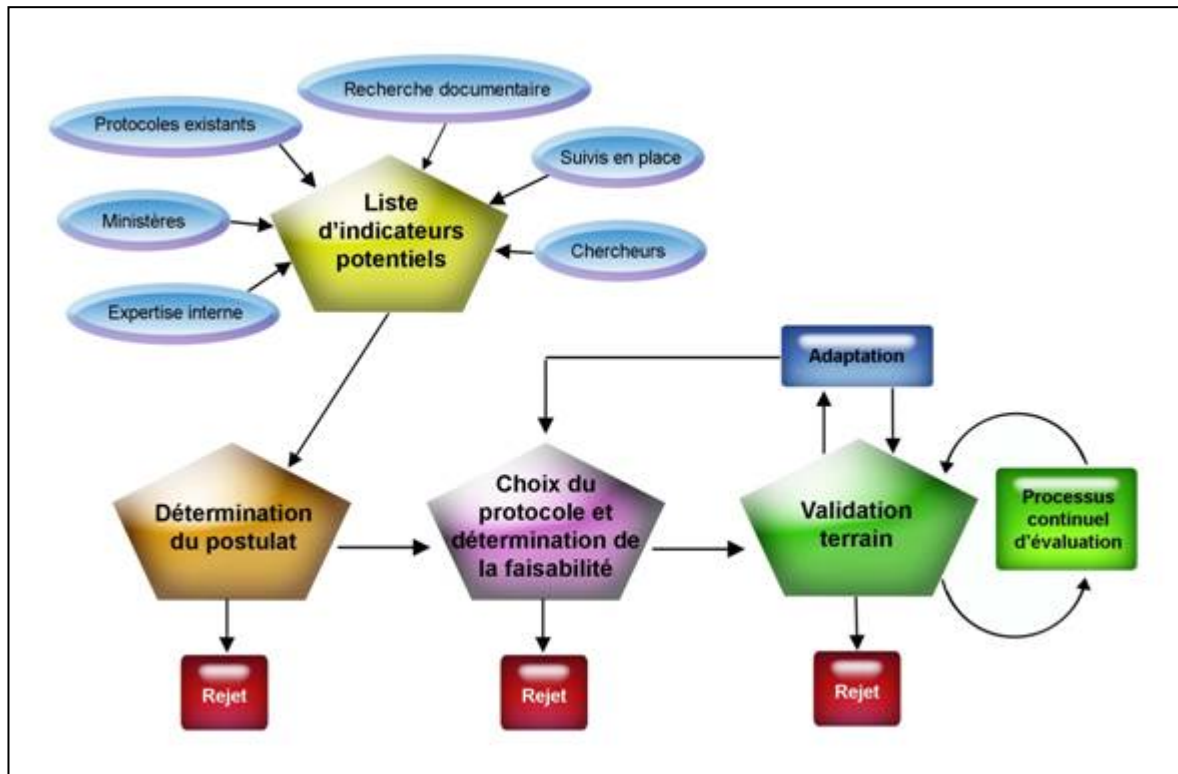 Recherche documentaire
Protocoles existants
Suivis en place
Ministères
Liste
d'indicateurs
potentiels
Chercheurs
Expertise interne
Adaptation
Détermination
du postulat
Choix du
protocole et
détermination de
la faisabilité
Validation
terrain
Processus
continuel
d'évaluation
Rejet
Rejet
Rejet